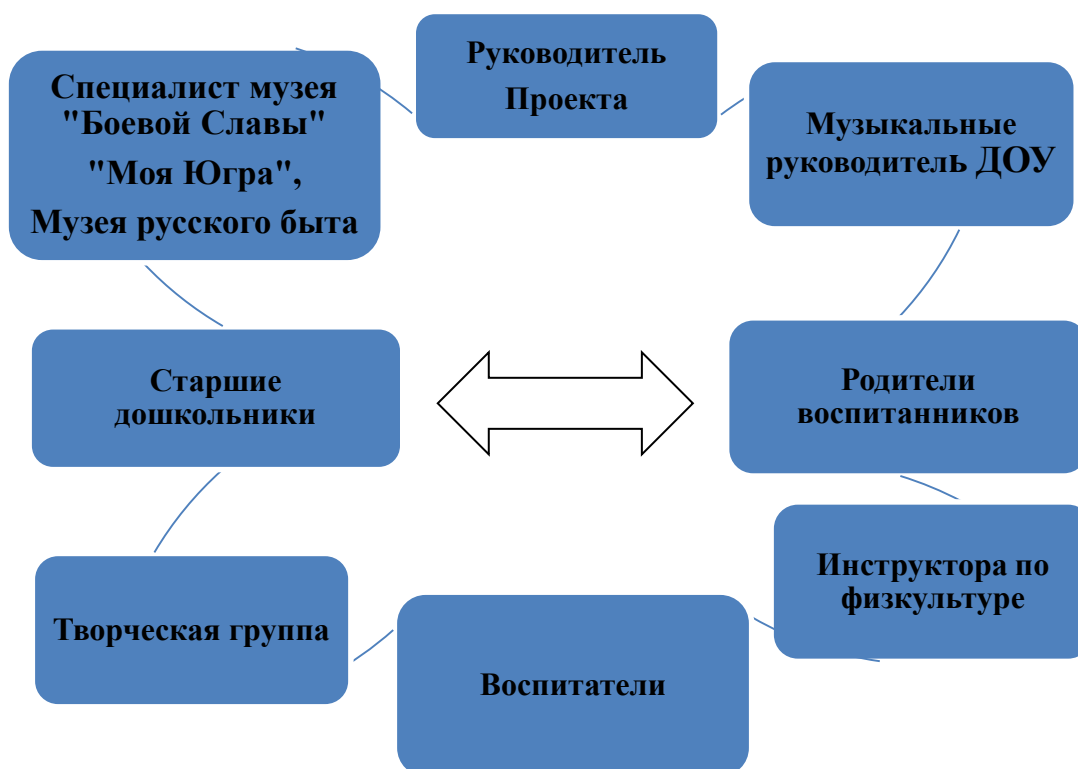 Руководитель
Проекта
Специалист музея
"Боевой Славы"
"Моя Югра",
Музея русского быта
Музыкальные
руководитель ДОУ
Старшие
дошкольники
Родители
воспитанников
Инструктора по
физкультуре
Творческая группа
Воспитатели